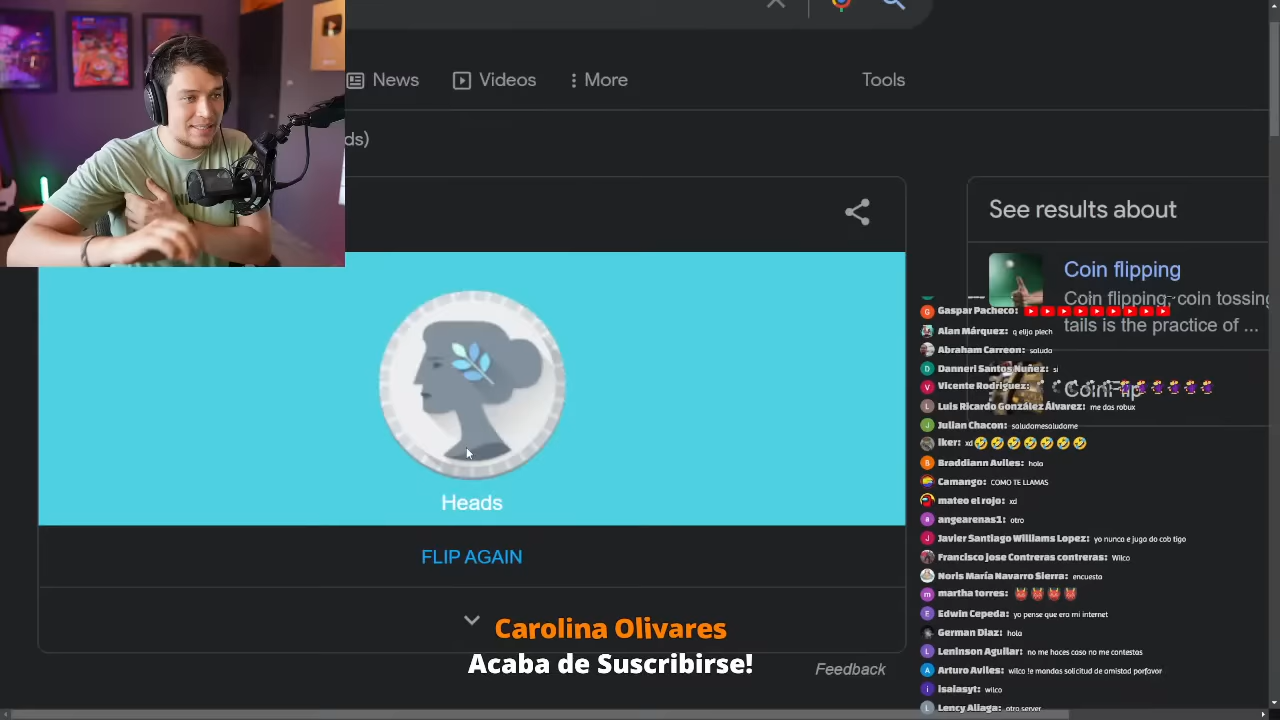 News
Videos
More
Tools
ds)
See results about
Coin flipping
Coin flipping, coin tossing
tails is the practice of ...
CoinFlip
Heads
FLIP AGAIN
Feedback
Carolina Olivares
Acaba de Suscribirse!
Gaspar Pacheco:
Alan Márquez: q elija plech
Abraham Carreon: saluda
Danneri Santos Nuñez: si
Vicente Rodriguez:
Luis Ricardo González Álvarez: me das robux
Julian Chacon: saludamesaludame
Iker: xd🤣🤣🤣🤣🤣🤣🤣
Braddiann Aviles: hola
Camango: COMO TE LLAMAS
mateo el rojo: xd
angearenas1: otro
Javier Santiago Williams Lopez: yo nunca e juga do cob tigo
Francisco jose Contreras contreras: Wilco
Noris María Navarro Sierra: encuesta
martha torres: 👹👹👹👹
Edwin Cepeda: yo pense que era mi internet
German Diaz: hola
Leninson Aguilar: no me haces caso no me contestas
Arturo Aviles: wilco !e mandas solicitud de amistad porfavor
isaiasyt: wilco
Lency Aliaga: otro server